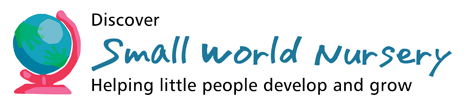 Discover
Small World Nursery
Helping little people develop and grow